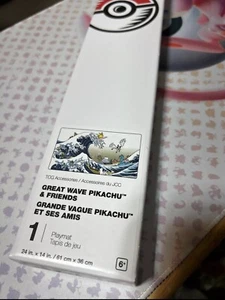 TCG Accessories / Accessoires du JCC
GREAT WAVE PIKACHU™
& FRIENDS
GRANDE VAGUE PIKACHU™
ET SES AMIS
1
Playmat
Tapis de jeu
24 in. x 14 in. / 61 cm x 36 cm
6+